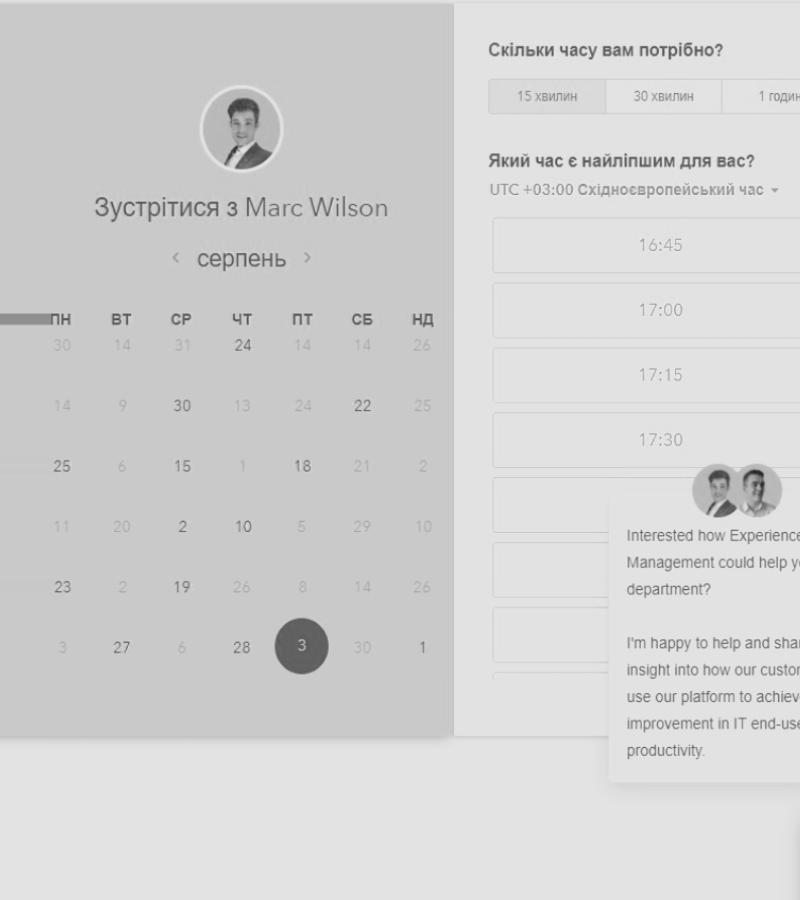 Зустрітися з Marc Wilson
серпень
ПН ВТ СР ЧТ ПТ СБ НД
30 14 31 24 14 14 26
14 9 30 13 24 22 25
25 6 15 1 18 21 2
11 20 2 10 5 29 10
23 2 19 26 8 14 26
3 27 6 28 3 30 1
Скільки часу вам потрібно?
15 хвилин 30 хвилин 1 годин
Який час є найліпшим для вас?
UTC +03:00 Східноєвропейський час
16:45
17:00
17:15
17:30
Interested how Experience
Management could help y
department?
I'm happy to help and shar
insight into how our custo
use our platform to achiev
improvement in IT end-use
productivity.